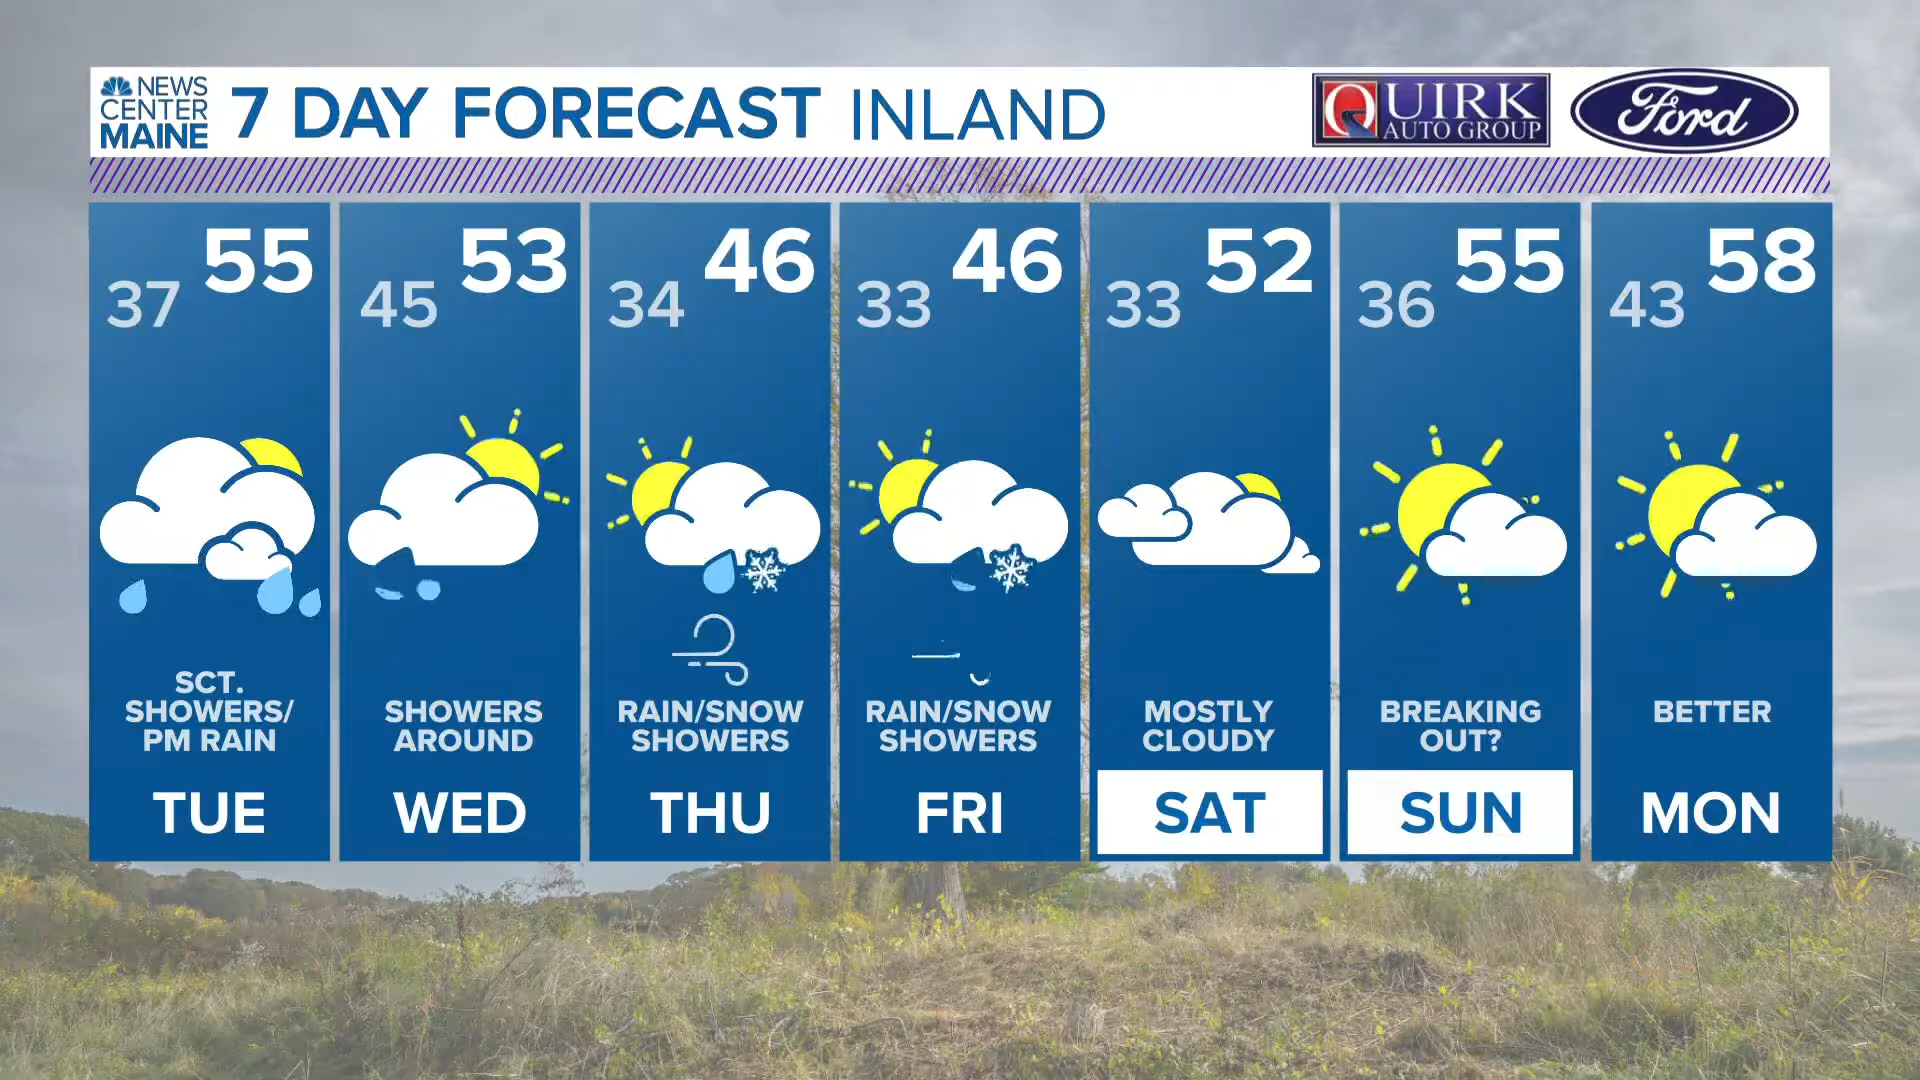 NEWS
CENTER
MAINE
7 DAY FORECAST INLAND
QUIRK
AUTO GROUP
Ford
37 55
SCT.
SHOWERS/
PM RAIN
TUE
45 53
SHOWERS
AROUND
WED
34 46
RAIN/SNOW
SHOWERS
THU
33 46
RAIN/SNOW
SHOWERS
FRI
33 52
MOSTLY
CLOUDY
SAT
36 55
BREAKING
OUT?
SUN
43 58
BETTER
MON